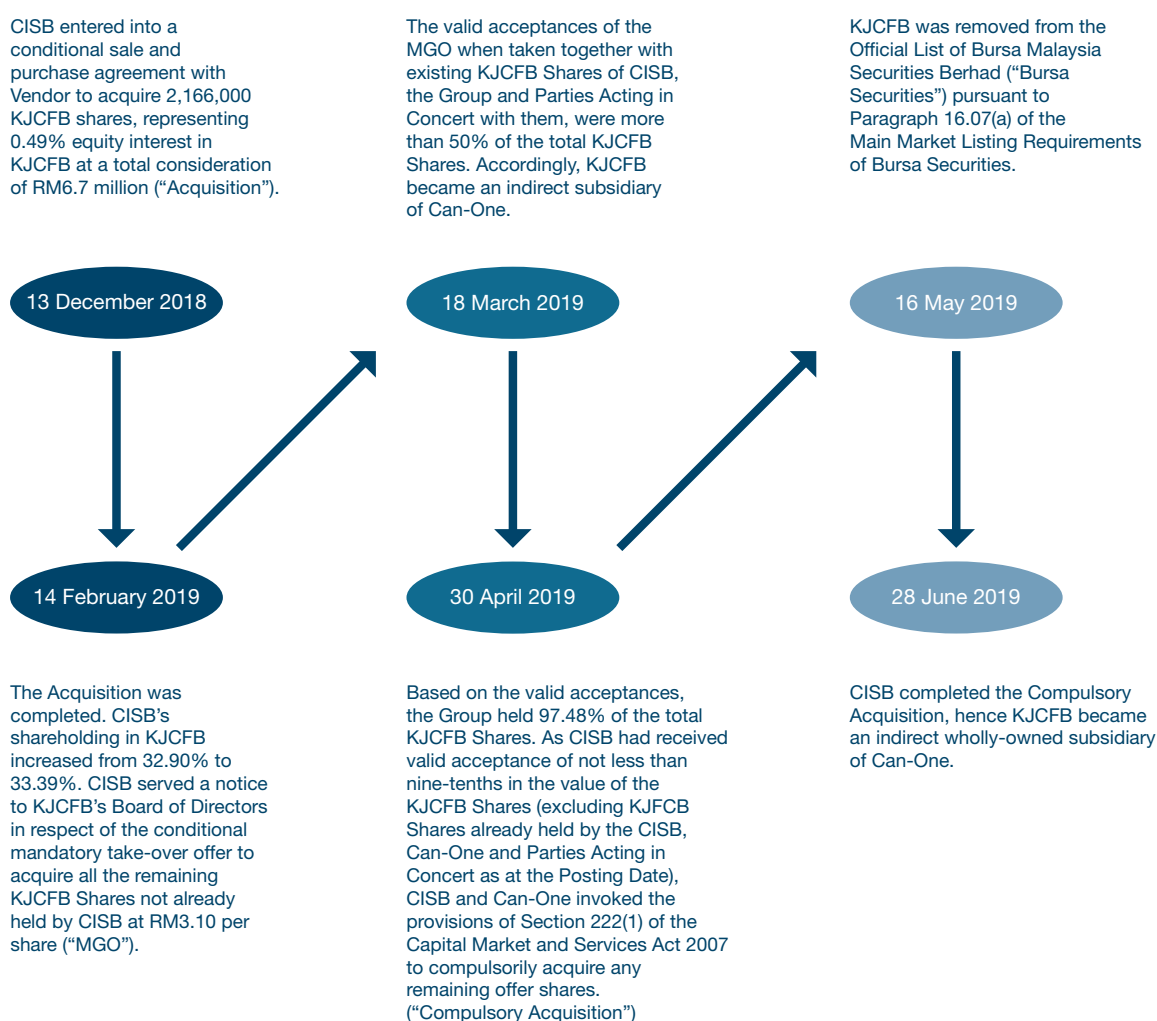 CISB entered into a
conditional sale and
purchase agreement with
Vendor to acquire 2,166,000
KJCFB shares, representing
0.49% equity interest in
KJCFB at a total consideration
of RM6.7 million (“Acquisition”).
13 December 2018
14 February 2019
The Acquisition was
completed. CISB’s
shareholding in KJCFB
increased from 32.90% to
33.39%. CISB served a notice
to KJCFB’s Board of Directors
in respect of the conditional
mandatory take-over offer to
acquire all the remaining
KJCFB Shares not already
held by CISB at RM3.10 per
share (“MGO”).
The valid acceptances of the
MGO when taken together with
existing KJCFB Shares of CISB,
the Group and Parties Acting in
Concert with them, were more
than 50% of the total KJCFB
Shares. Accordingly, KJCFB
became an indirect subsidiary
of Can-One.
18 March 2019
30 April 2019
Based on the valid acceptances,
the Group held 97.48% of the total
KJCFB Shares. As CISB had received
valid acceptance of not less than
nine-tenths in the value of the
KJCFB Shares (excluding KJFCB
Shares already held by the CISB,
Can-One and Parties Acting in
Concert as at the Posting Date),
CISB and Can-One invoked the
provisions of Section 222(1) of the
Capital Market and Services Act 2007
to compulsorily acquire any
remaining offer shares.
(“Compulsory Acquisition”)
KJCFB was removed from the
Official List of Bursa Malaysia
Securities Berhad (“Bursa
Securities”) pursuant to
Paragraph 16.07(a) of the
Main Market Listing Requirements
of Bursa Securities.
16 May 2019
28 June 2019
CISB completed the Compulsory
Acquisition, hence KJCFB became
an indirect wholly-owned subsidiary
of Can-One.